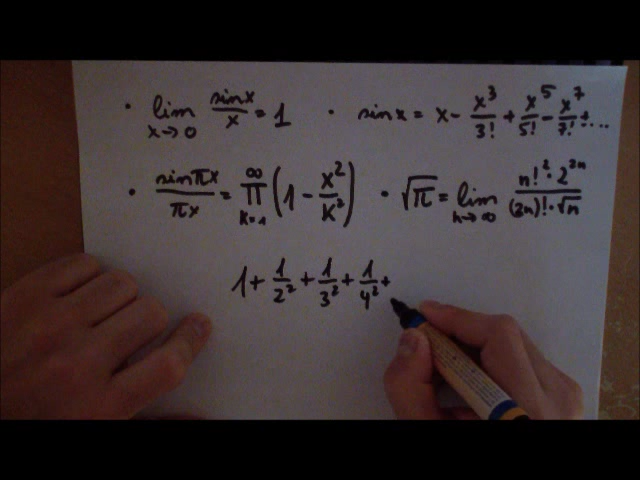 • lim x→0 sinx/x = 1 • sinx = x - x³/3! + x⁵/5! - x⁷/7! + ...
• sinπx/πx = ∞∏k=1 (1 - x²/k²) • √π = lim n→∞ n!² · 2²ⁿ/(2n)! · √n
1 + 1/2² + 1/3² + 1/4² +